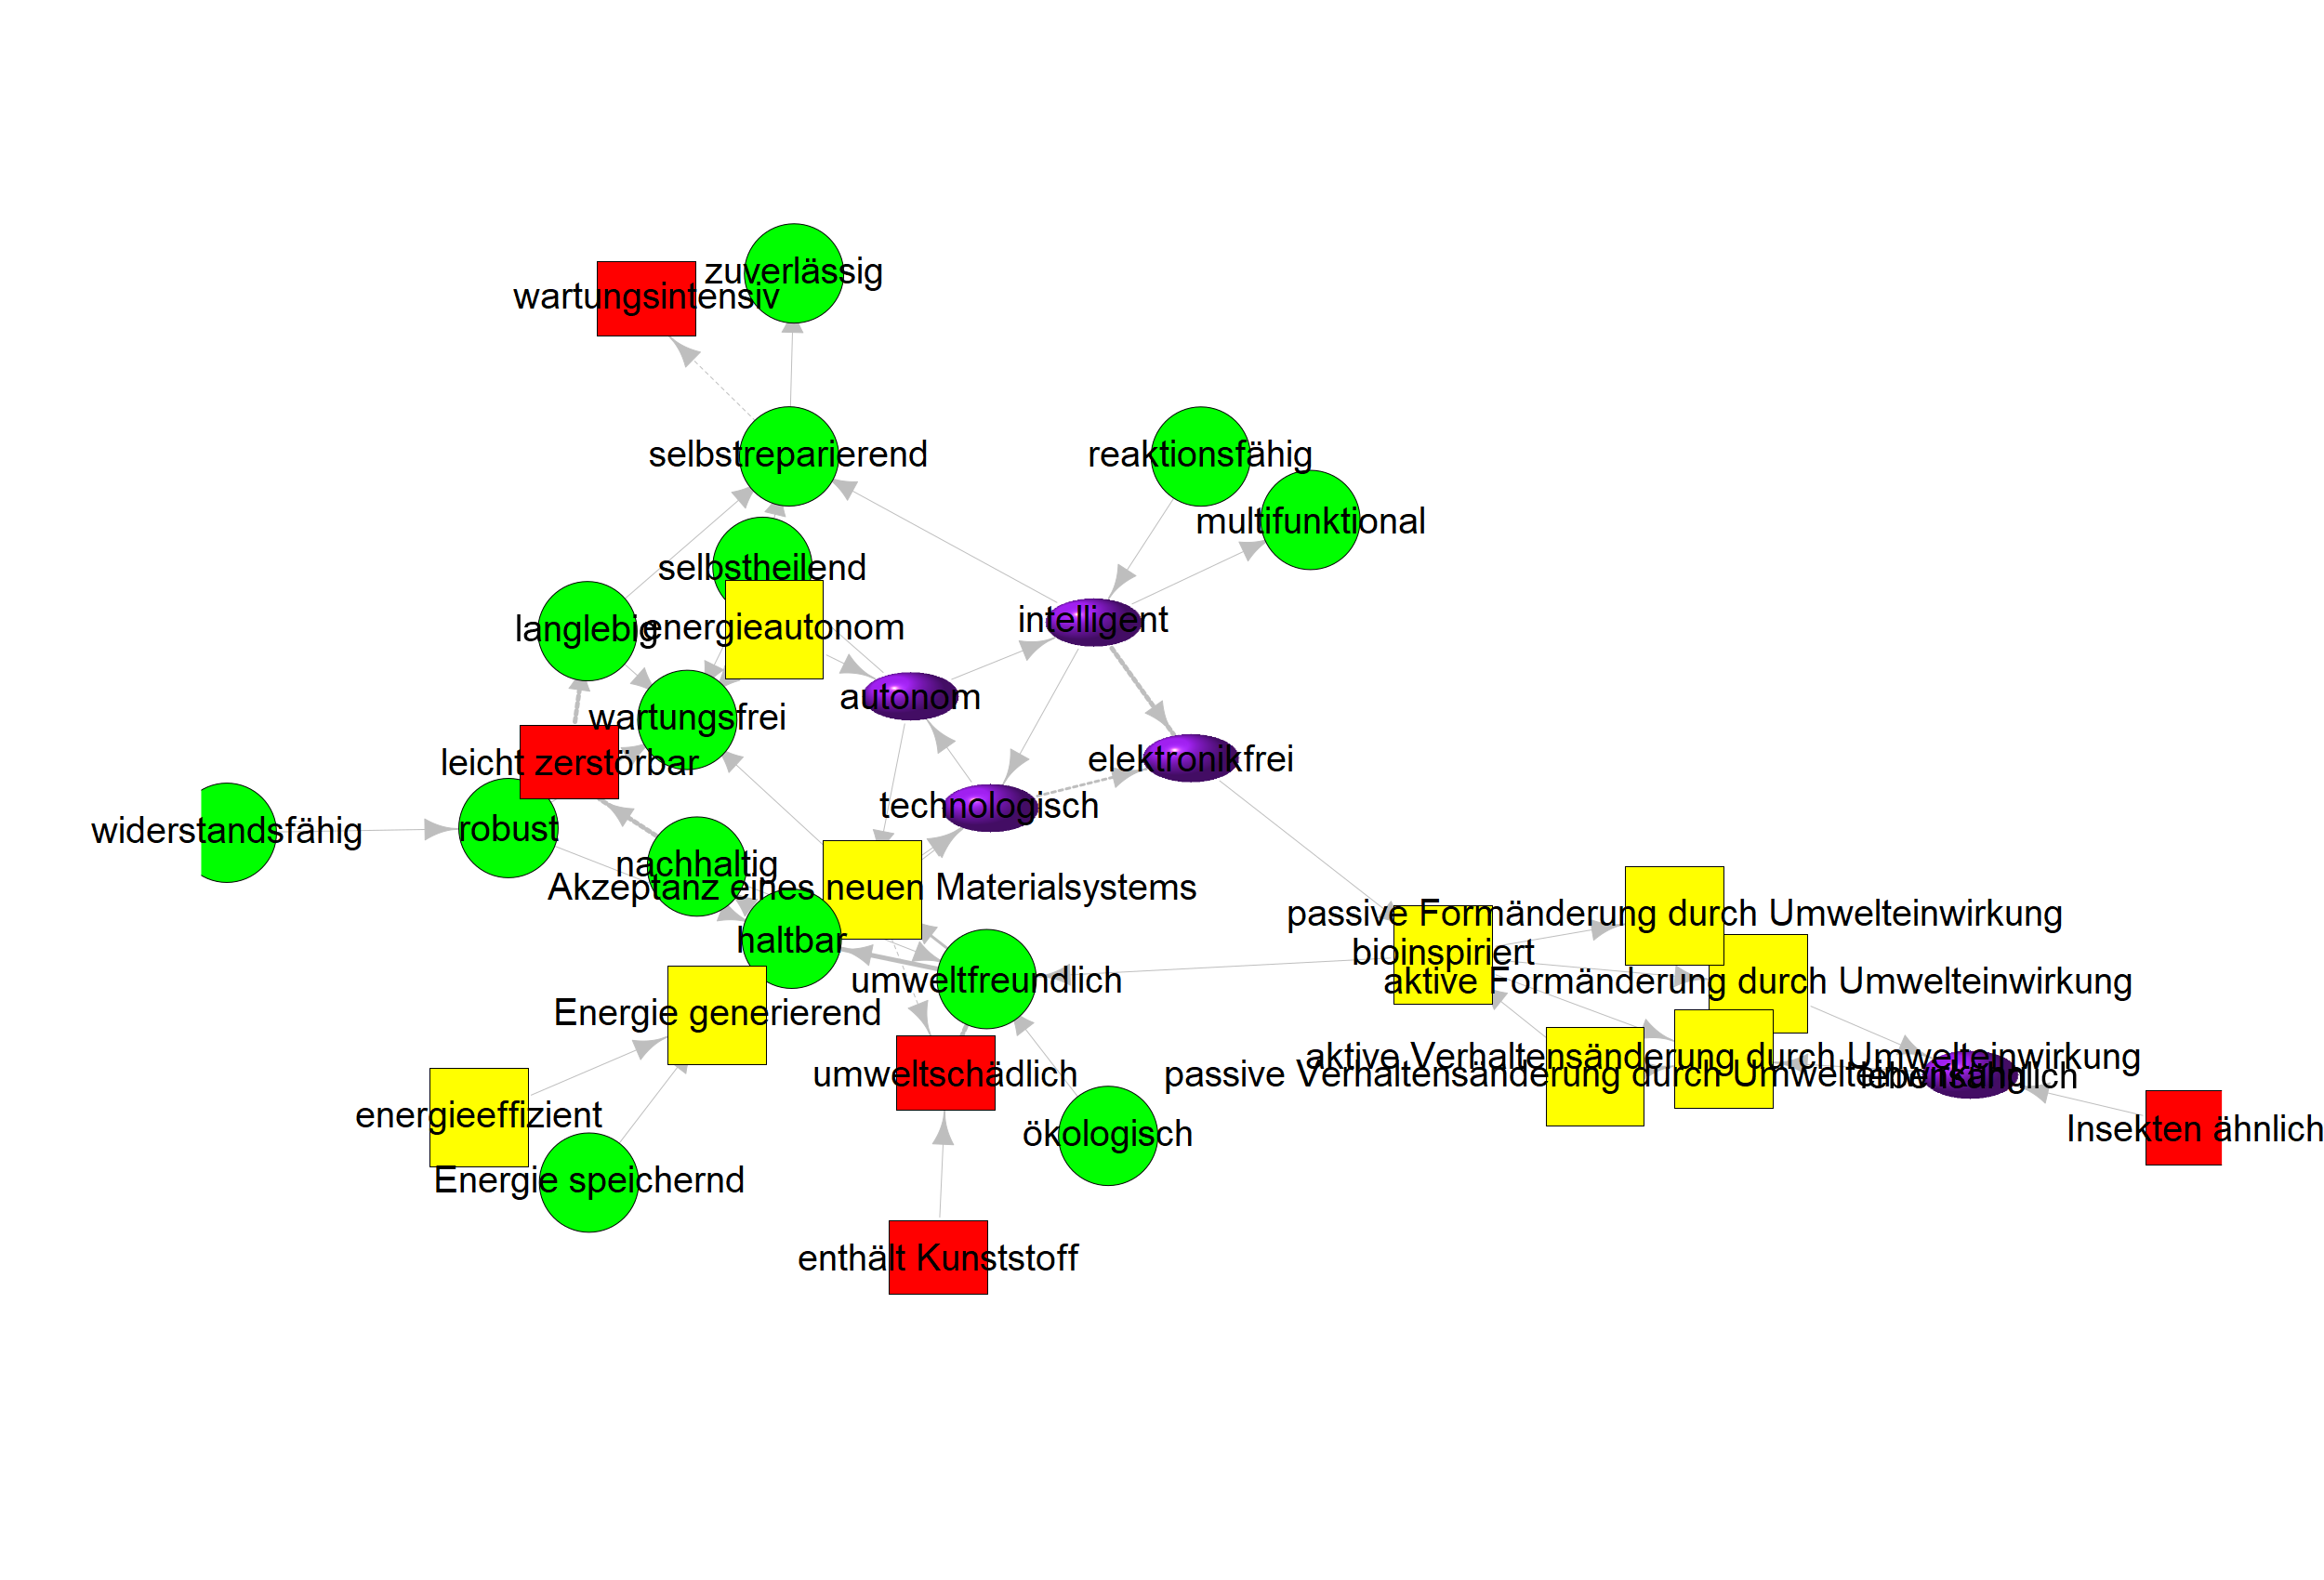 zuverlässig
wartungsintensiv
selbstreparierend
reaktionsfähig
multifunktional
selbstheilend
langlebig
energieautonom
intelligent
autonom
wartungsfrei
leicht zerstörbar
elektronikfrei
technologisch
widerstandsfähig
robust
nachhaltig
Akzeptanz eines neuen Materialsystems
passive Formänderung durch Umwelteinwirkung
haltbar
bioinspiriert
umweltfreundlich
aktive Formänderung durch Umwelteinwirkung
Energie generierend
aktive Verhaltensänderung durch Umwelteinwirkung
umweltschädlich
passive Verhaltensänderung durch Umwelteinwirkung
lebensähnlich
energieeffizient
ökologisch
Insekten ähnlich
Energie speichernd
enthält Kunststoff